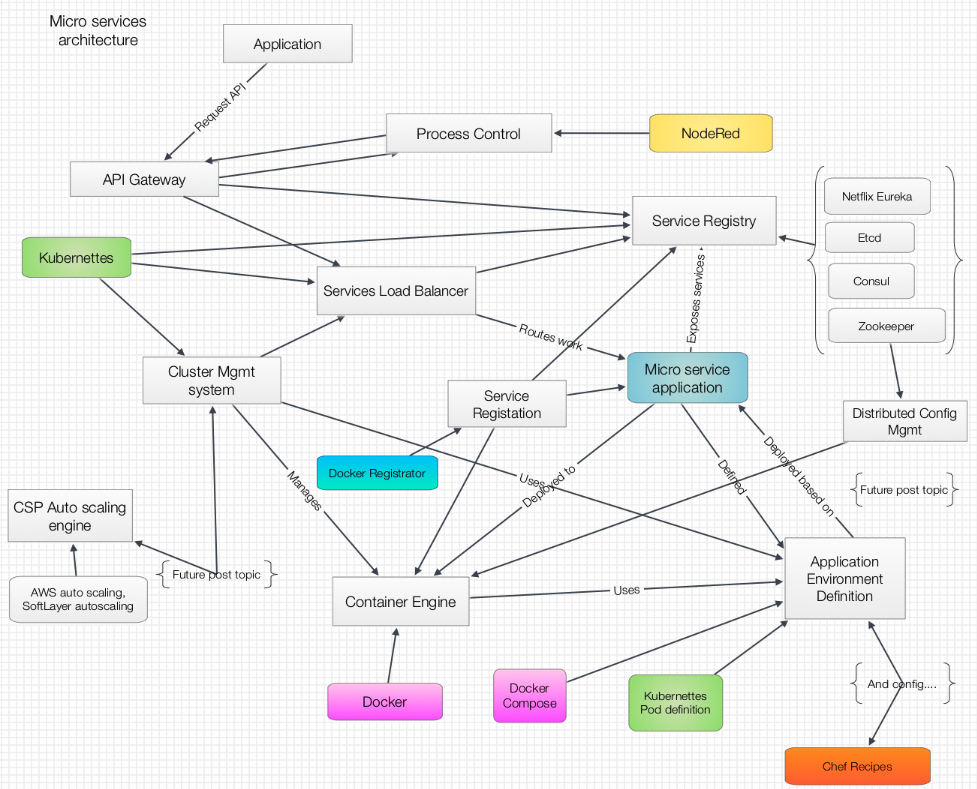 Micro services
architecture
Application
Request API
Process Control
NodeRed
API Gateway
Netflix Eureka
Service Registry
Etcd
Kubernettes
Consul
Services Load Balancer
Exposes services
Zookeeper
Routes work
Cluster Mgmt
system
Micro service
application
Service
Registation
Distributed Config
Mgmt
Docker Registrator
Manages
Uses
Deployed to
Defined
Deployed based on
Future post topic
CSP Auto scaling
engine
Future post topic
AWS auto scaling,
SoftLayer autoscaling
Container Engine
Uses
Application
Environment
Definition
Docker
Docker
Compose
Kubernettes
Pod definition
And config....
Chef Recipes